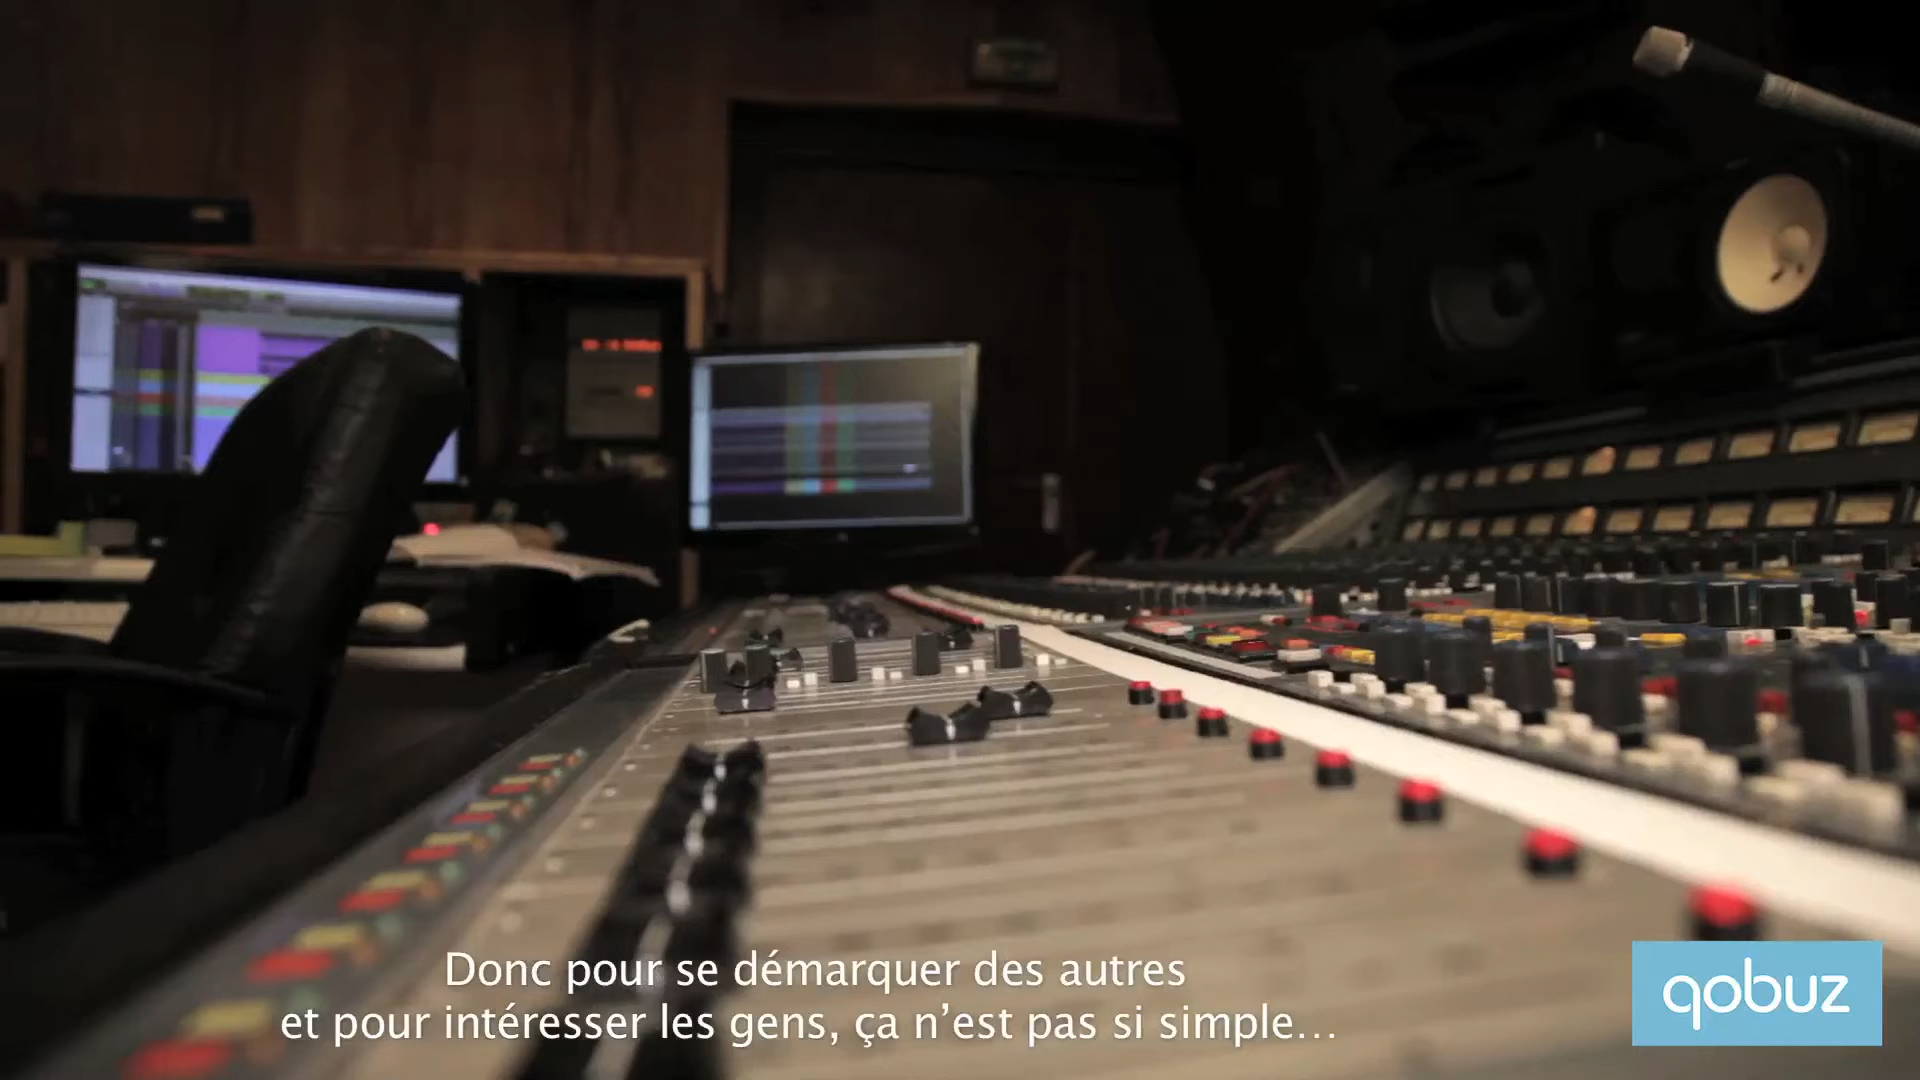 Donc pour se démarquer des autres
et pour intéresser les gens, ça n’est pas si simple…
qobuz